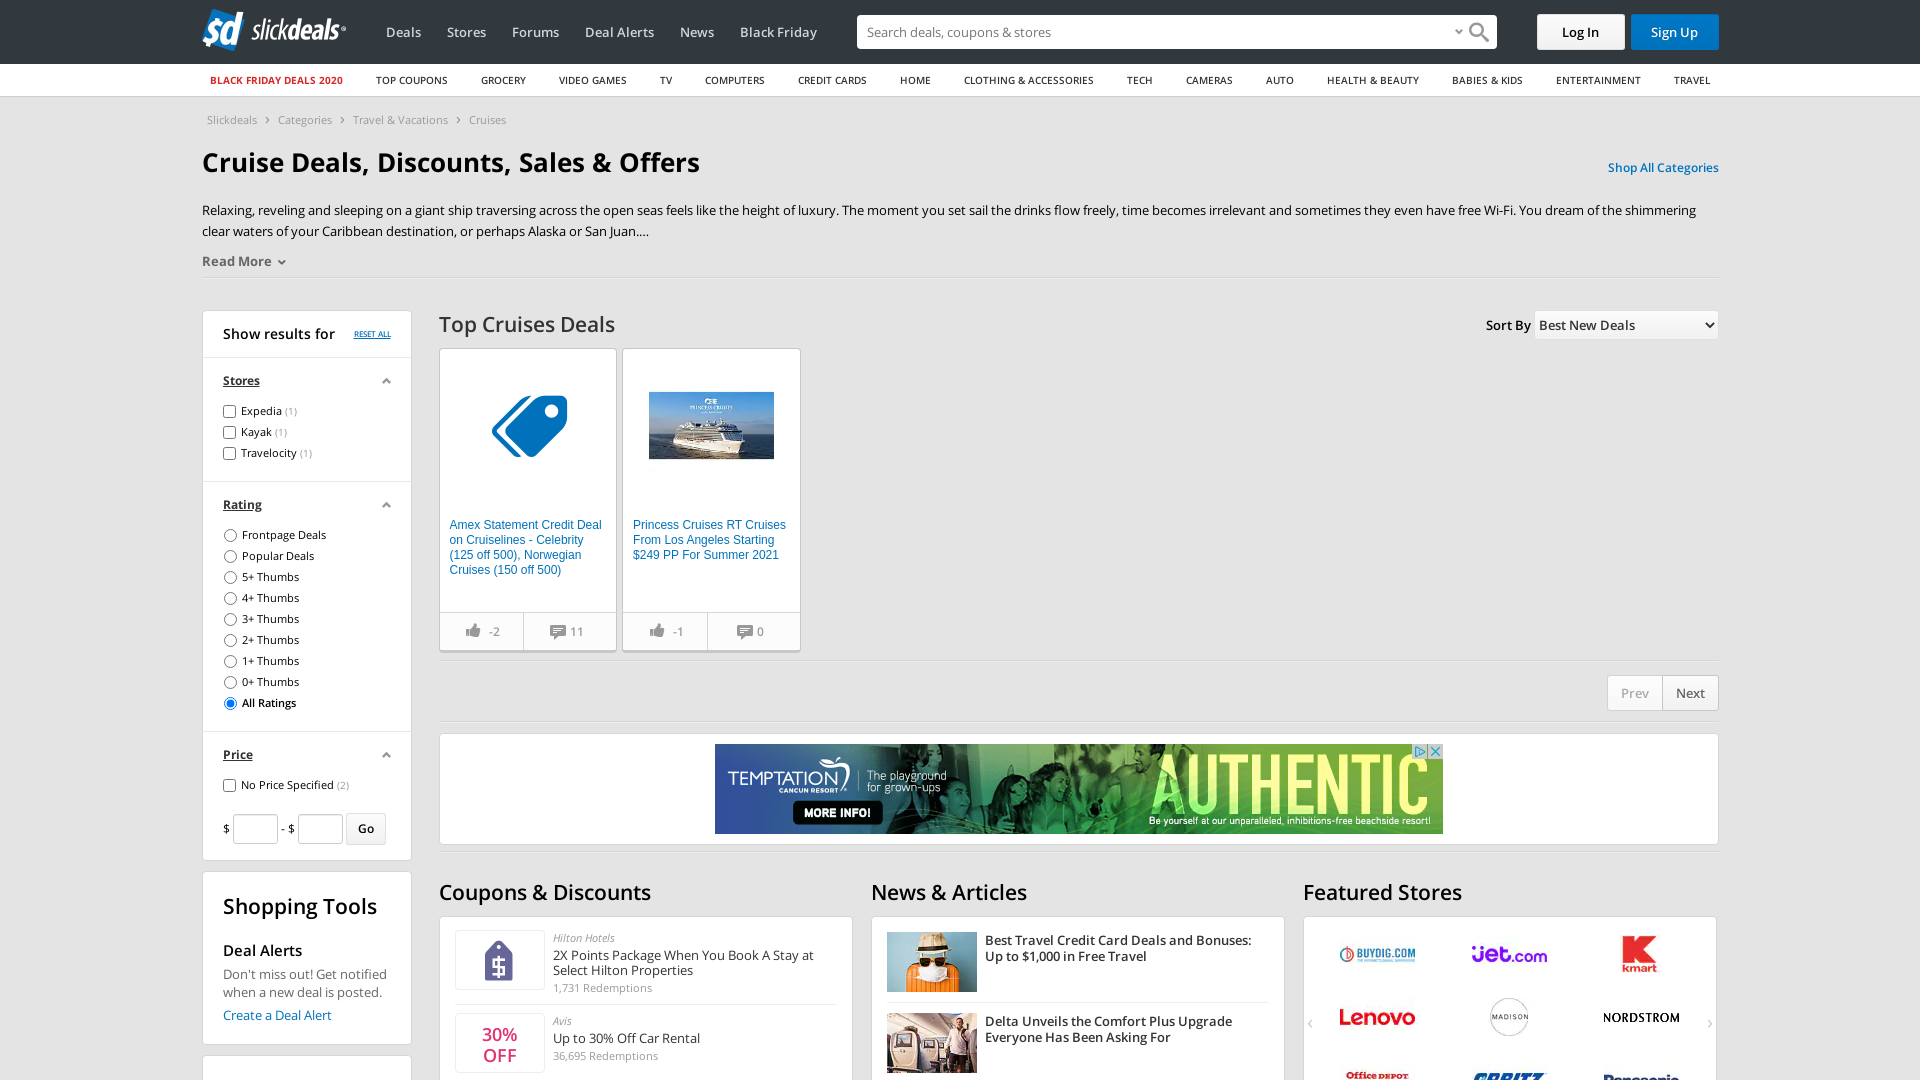 slickdeals
Deals
Stores
Forums
Deal Alerts
News
Black Friday
Search deals, coupons & shops
Log In
Sign Up
BLACK FRIDAY DEALS 2020
TOP COUPONS
GROCERY
VIDEO GAMES
TV
COMPUTERS
CREDIT CARDS
HOME
CLOTHING & ACCESSORIES
TECH
CAMERAS
AUTO
HEALTH & BEAUTY
BABIES & KIDS
ENTERTAINMENT
TRAVEL
Slickdeals > Categories > Travel & Vacations > Cruises
Cruise Deals, Discounts, Sales & Offers
Shop All Categories
Relaxing, reveling and sleeping on a giant ship traversing across the open seas feels like the height of luxury. The moment you set sail the drinks flow freely, time becomes irrelevant and sometimes they even have free Wi-Fi. You dream of the shimmering
clear waters of your Caribbean destination, or perhaps Alaska or San Juan....
Read More
Show results for RESET ALL
Stores
Expedia (1)
Kayak (1)
Travelocity (1)
Rating
Frontpage Deals
Popular Deals
5+ Thumbs
4+ Thumbs
3+ Thumbs
2+ Thumbs
1+ Thumbs
0+ Thumbs
All Ratings
Price
No Price Specified (2)
$ - $ Go
Shopping Tools
Deal Alerts
Don't miss out! Get notified
when a new deal is posted.
Create a Deal Alert
Top Cruises Deals
Sort By Best New Deals
Amex Statement Credit Deal
on Cruiselines - Celebrity
(125 off 500), Norwegian
Cruises (150 off 500)
-2 11
PRINCESS CRUISES
Princess Cruises RT Cruises
From Los Angeles Starting
$249 PP For Summer 2021
-1 0
Prev Next
TEMPTATION
CANCUN RESORT
The playground
for grown-ups
MORE INFO!
AUTHENTIC
Be yourself at our unparalleled, inhibitions-free beachside resort!
Coupons & Discounts
Hilton Hotels
2X Points Package When You Book A Stay at
Select Hilton Properties
1,731 Redemptions
30%
OFF
Avis
Up to 30% Off Car Rental
36,695 Redemptions
News & Articles
Best Travel Credit Card Deals and Bonuses:
Up to $1,000 in Free Travel
Delta Unveils the Comfort Plus Upgrade
Everyone Has Been Asking For
Featured Stores
BUYDIG.COM
Jet.com
kmart
Lenovo
MADISON
NORDSTROM
Office DEPOT
ORBITZ
Panasonic